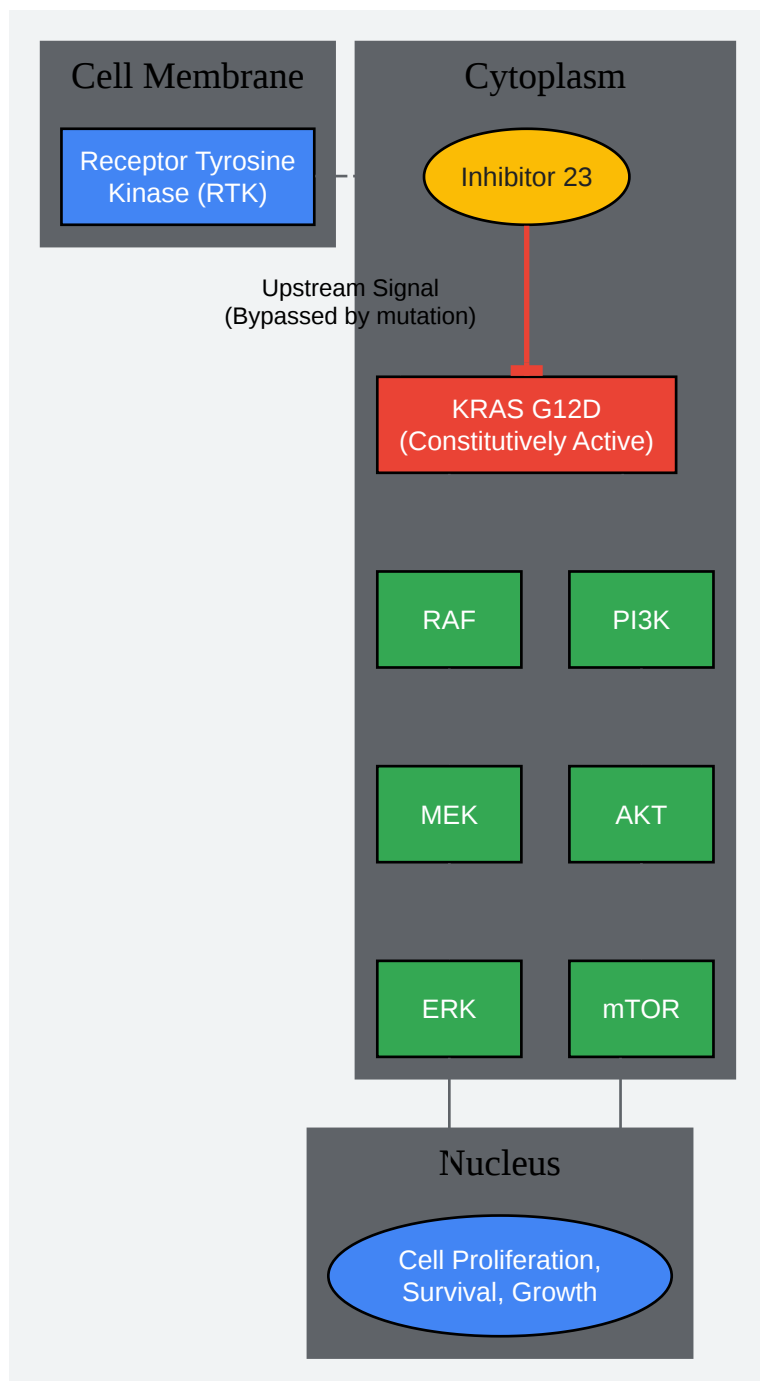 Cell Membrane
Receptor Tyrosine
Kinase (RTK)
Cytoplasm
Inhibitor 23
Upstream Signal
(Bypassed by mutation)
KRAS G12D
(Constitutively Active)
RAF
PI3K
MEK
AKT
ERK
mTOR
Nucleus
Cell Proliferation,
Survival, Growth